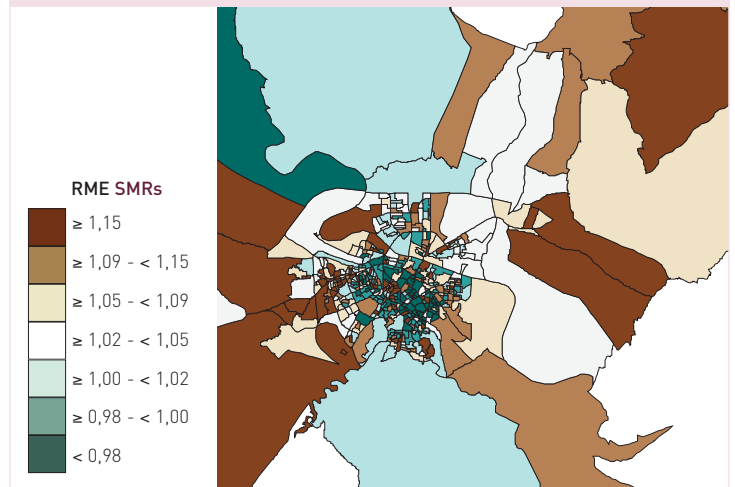 RME SMRs
≥ 1,15
≥ 1,09 - < 1,15
≥ 1,05 - < 1,09
≥ 1,02 - < 1,05
≥ 1,00 - < 1,02
≥ 0,98 - < 1,00
< 0,98